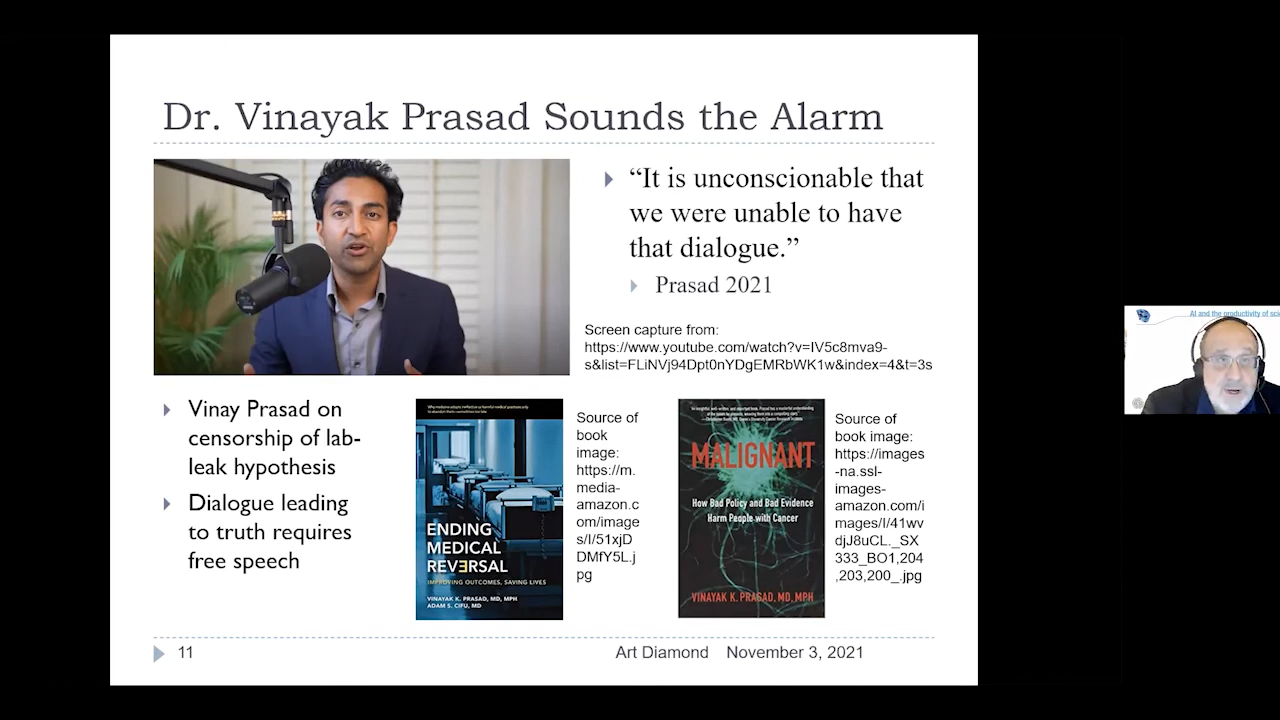 Dr. Vinayak Prasad Sounds the Alarm
“It is unconscionable that
we were unable to have
that dialogue.”
Prasad 2021
Screen capture from:
https://www.youtube.com/watch?v=IV5c8mva9-
s&list=FLiNVj94Dpt0nYDgEMRbWK1w&index=4&t=3s
Vinay Prasad on
censorship of lab-
leak hypothesis
Dialogue leading
to truth requires
free speech
ENDING
MEDICAL
REVERSAL
IMPROVING OUTCOMES, SAVING LIVES
VINAYAK K. PRASAD, MD, MPH
ADAM S. CIFU, MD
Source of
book
image:
https://m.
media-
amazon.c
om/image
s/I/51xjD
DMfY5L.j
pg
MALIGNANT
How Bad Policy and Bad Evidence
Harm People with Cancer
VINAYAK K. PRASAD, MD, MPH
Source of
book image:
https://images
-na.ssl-
images-
amazon.com/i
mages/I/41wv
djJ8uCL._SX
333_BO1,204
,203,200_.jpg
11
Art Diamond November 3, 2021
AI and the productivity of sci